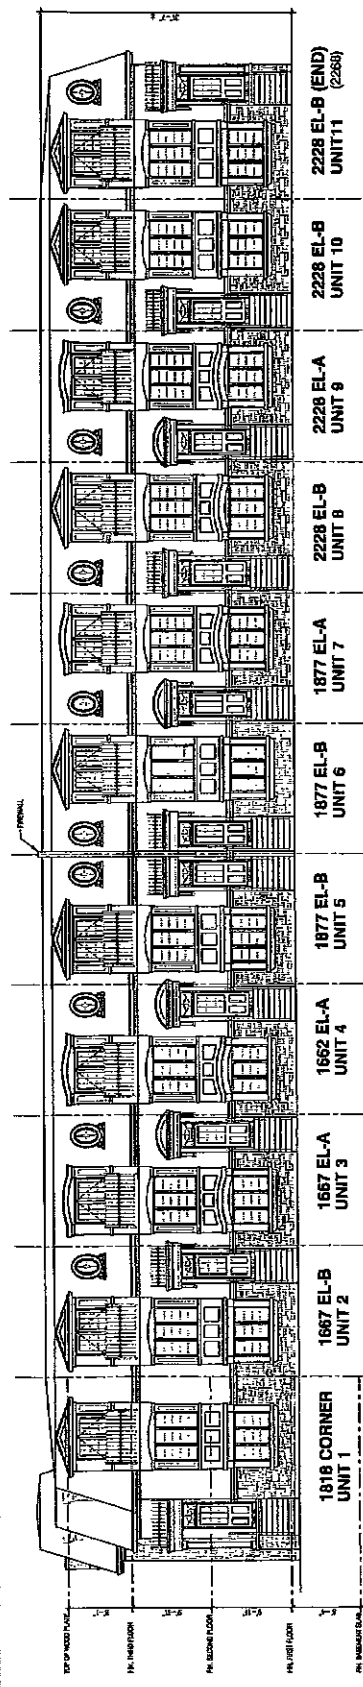 FIREWALL
TOP OF WOOD PLATE
FIN. THIRD FLOOR
FIN. SECOND FLOOR
FIN. FIRST FLOOR
FIN. BASEMENT SLAB
1818 CORNER
UNIT 1
1667 EL-B
UNIT 2
1667 EL-A
UNIT 3
1662 EL-A
UNIT 4
1877 EL-B
UNIT 5
1877 EL-B
UNIT 6
1877 EL-A
UNIT 7
2228 EL-B
UNIT 8
2228 EL-A
UNIT 9
2228 EL-B
UNIT 10
2228 EL-B (END)
(2268)
UNIT11